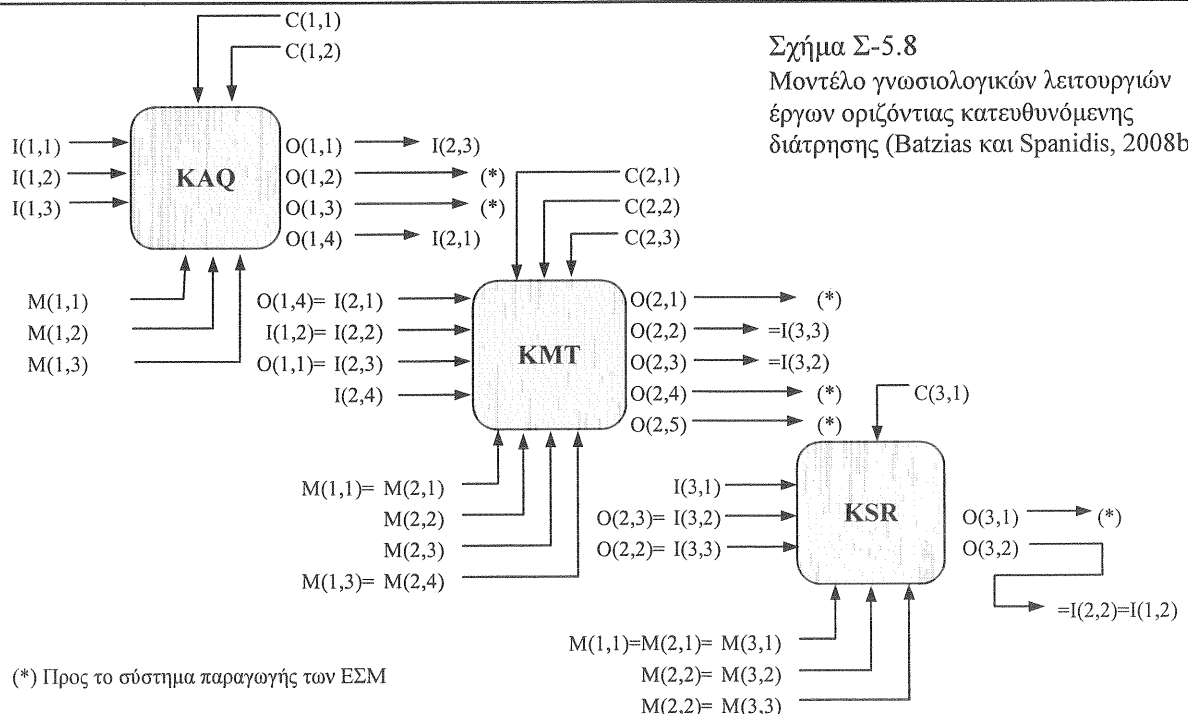 C(1,1)
C(1,2)
Σχήμα Σ-5.8
Μοντέλο γνωσιολογικών λειτουργιών
έργων οριζόντιας κατευθυνόμενης
διάτρησης (Batzias και Spanidis, 2008b
I(1,1)
I(1,2)
I(1,3)
KAQ
O(1,1) I(2,3)
O(1,2) (*)
O(1,3) (*)
O(1,4) I(2,1)
M(1,1)
M(1,2)
M(1,3)
C(2,1)
C(2,2)
C(2,3)
O(1,4)= I(2,1)
I(1,2)= I(2,2)
O(1,1)= I(2,3)
I(2,4)
KMT
O(2,1) (*)
O(2,2) =I(3,3)
O(2,3) =I(3,2)
O(2,4) (*)
O(2,5) (*)
M(1,1)= M(2,1)
M(2,2)
M(2,3)
M(1,3)= M(2,4)
C(3,1)
I(3,1)
O(2,3)= I(3,2)
O(2,2)= I(3,3)
KSR
O(3,1) (*)
O(3,2)
=I(2,2)=I(1,2)
M(1,1)=M(2,1)= M(3,1)
M(2,2)= M(3,2)
M(2,2)= M(3,3)
(*) Προς το σύστημα παραγωγής των ΕΣΜ